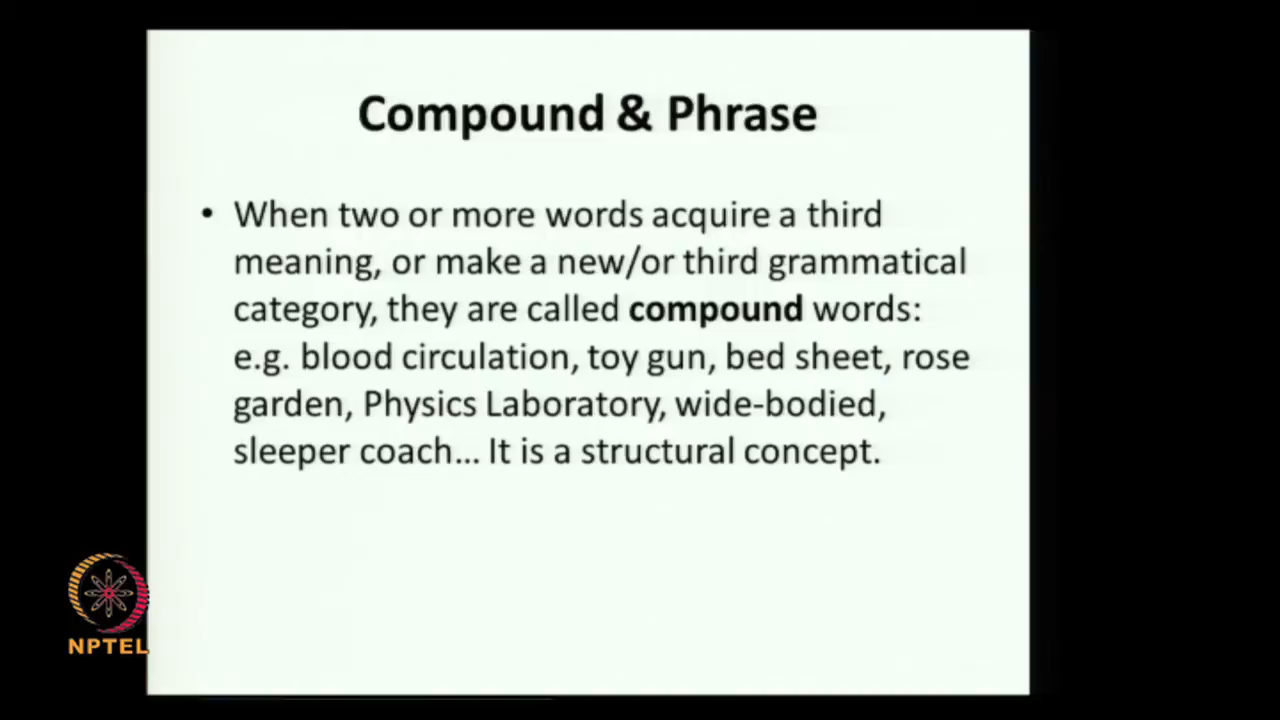 Compound & Phrase
• When two or more words acquire a third
meaning, or make a new/or third grammatical
category, they are called compound words:
e.g. blood circulation, toy gun, bed sheet, rose
garden, Physics Laboratory, wide-bodied,
sleeper coach... It is a structural concept.
NPTEL